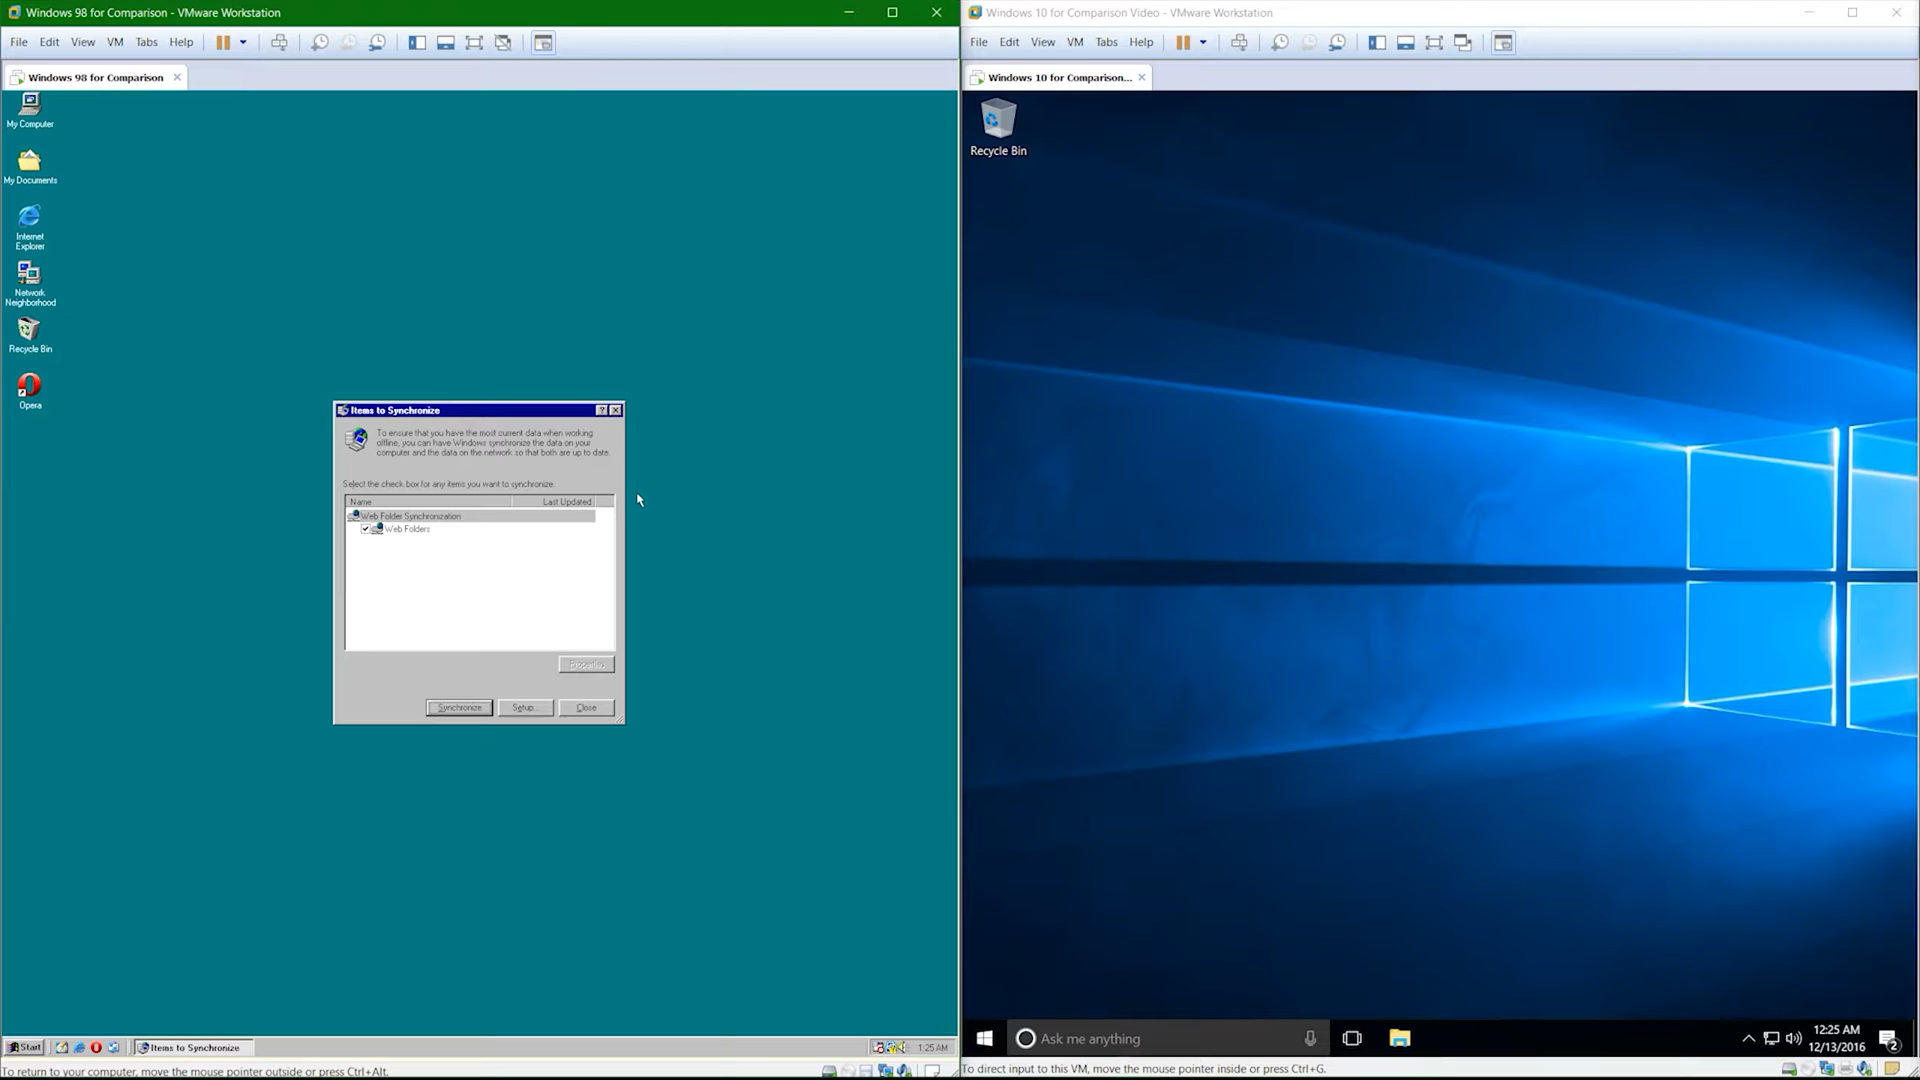 Windows 98 for Comparison - VMware Workstation
File Edit View VM Tabs Help
Windows 98 for Comparison
My Computer
My Documents
Internet
Explorer
Network
Neighborhood
Recycle Bin
Opera
Items to Synchronize
To ensure that you have the most current data when working
offline, you can have Windows synchronize the data on your
computer and the data on the network so that both are up to date.
Select the check box for any items you want to synchronize.
Name Last Updated
Web Folder Synchronization
Web Folders
Properties
Synchronize Setup... Close
Start Items to Synchronize 1:25 AM
To return to your computer, move the mouse pointer outside or press Ctrl+Alt.
Windows 10 for Comparison Video - VMware Workstation
File Edit View VM Tabs Help
Windows 10 for Comparison...
Recycle Bin
Ask me anything
12:25 AM
12/13/2016
2
To direct input to this VM, move the mouse pointer inside or press Ctrl+G.